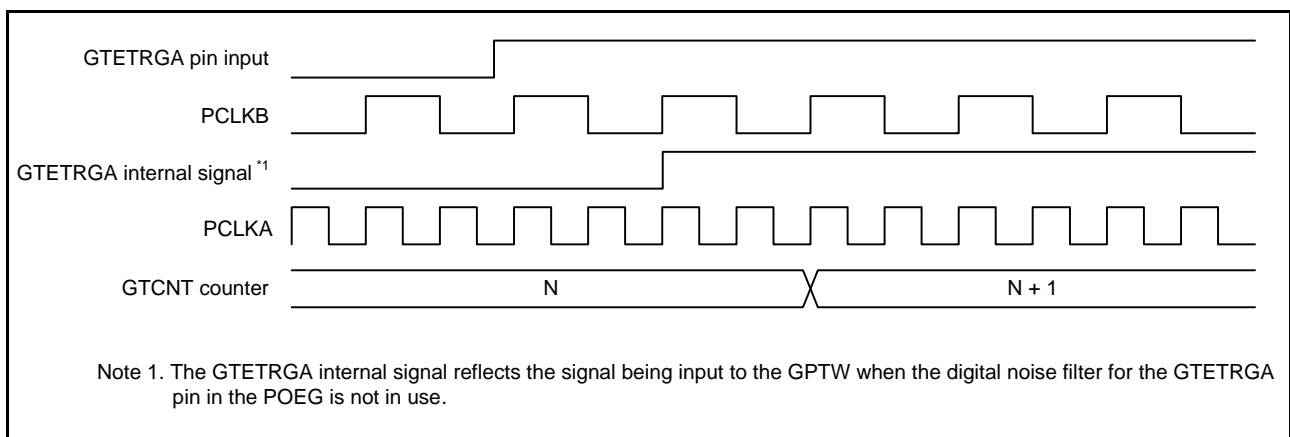 GTETRGA pin input
PCLKB
GTETRGA internal signal *1
PCLKA
GTCNT counter
N
N + 1
Note 1. The GTETRGA internal signal reflects the signal being input to the GPTW when the digital noise filter for the GTETRGA
pin in the POEG is not in use.